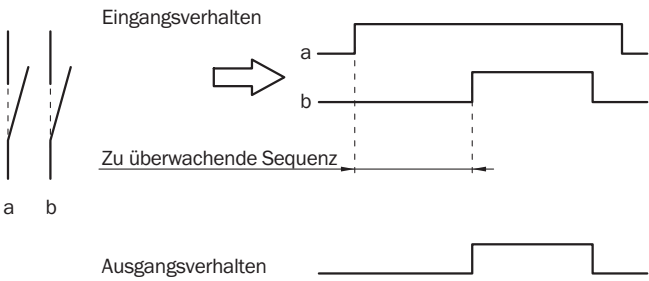 Eingangsverhalten
a
b
Zu überwachende Sequenz
a b
Ausgangsverhalten